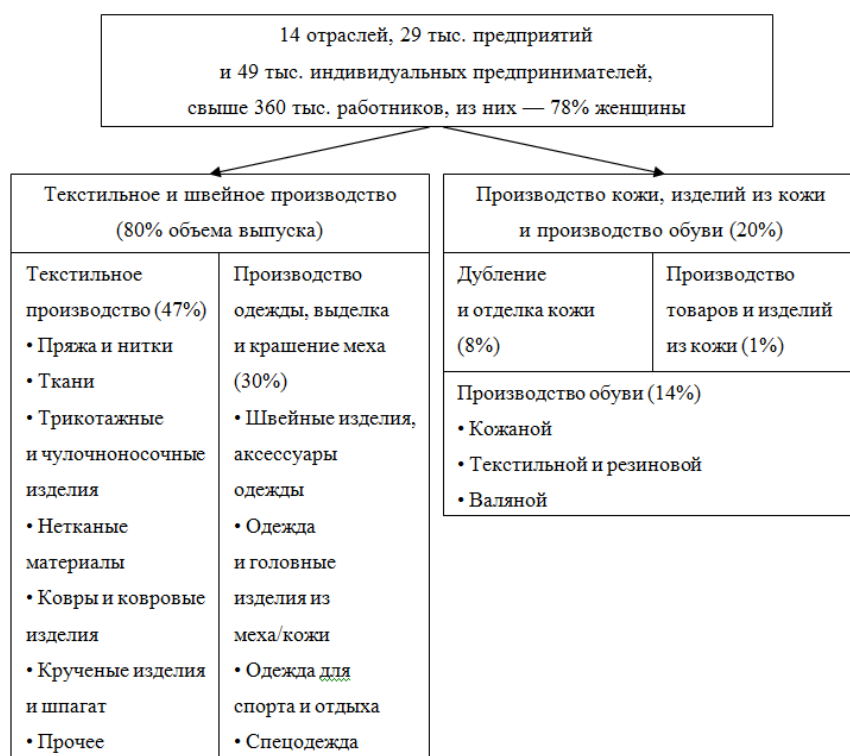 14 отраслей, 29 тыс. предприятий
и 49 тыс. индивидуальных предпринимателей,
свыше 360 тыс. работников, из них — 78% женщины
Текстильное и швейное производство
(80% объема выпуска)
Текстильное
производство (47%)
• Пряжа и нитки
• Ткани
• Трикотажные
и чулочноносочные
изделия
• Нетканые
материалы
• Ковры и ковровые
изделия
• Крученые изделия
и шпагат
• Прочее
Производство
одежды, выделка
и крашение меха
(30%)
• Швейные изделия,
аксессуары
одежды
• Одежда
и головные
изделия из
меха/кожи
• Одежда для
спорта и отдыха
• Спецодежда
Производство кожи, изделий из кожи
и производство обуви (20%)
Дубление
и отделка кожи
(8%)
Производство
товаров и изделий
из кожи (1%)
Производство обуви (14%)
• Кожаной
• Текстильной и резиновой
• Валяной